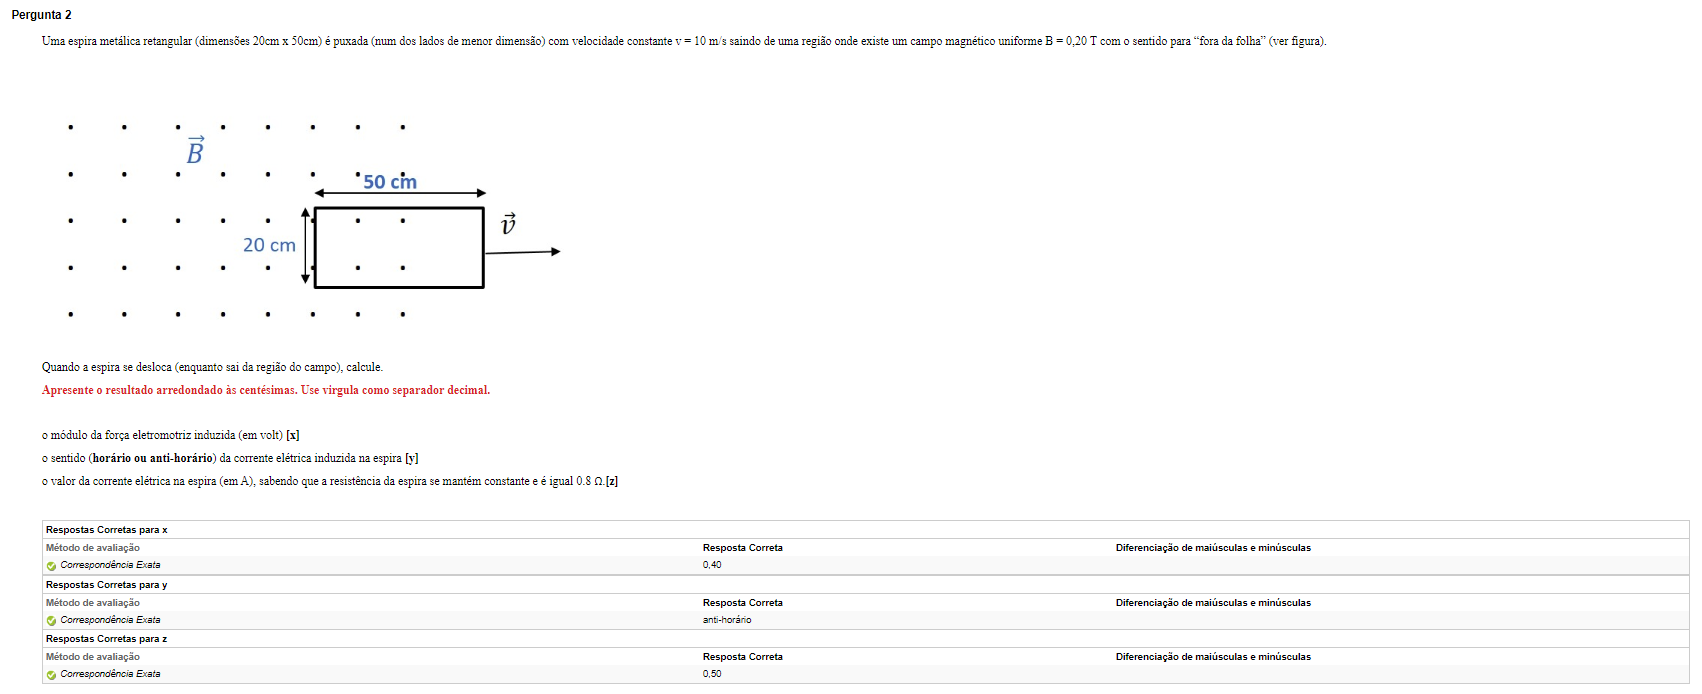 Pergunta 2
Uma espira metálica retangular (dimensões 20cm x 50cm) é puxada (num dos lados de menor dimensão) com velocidade constante v = 10 m/s saindo de uma região onde existe um campo magnético uniforme B = 0,20 T com o sentido para “fora da folha” (ver figura).
B
50 cm
v
20 cm
Quando a espira se desloca (enquanto sai da região do campo), calcule.
Apresente o resultado arredondado às centésimas. Use virgula como separador decimal.
o módulo da força eletromotriz induzida (em volt) [x]
o sentido (horário ou anti-horário) da corrente elétrica induzida na espira [y]
o valor da corrente elétrica na espira (em A), sabendo que a resistência da espira se mantém constante e é igual 0.8 Ω.[z]
Respostas Corretas para x
Método de avaliação Resposta Correta Diferenciação de maiúsculas e minúsculas
Correspondência Exata 0,40
Respostas Corretas para y
Método de avaliação Resposta Correta Diferenciação de maiúsculas e minúsculas
Correspondência Exata anti-horário
Respostas Corretas para z
Método de avaliação Resposta Correta Diferenciação de maiúsculas e minúsculas
Correspondência Exata 0,50